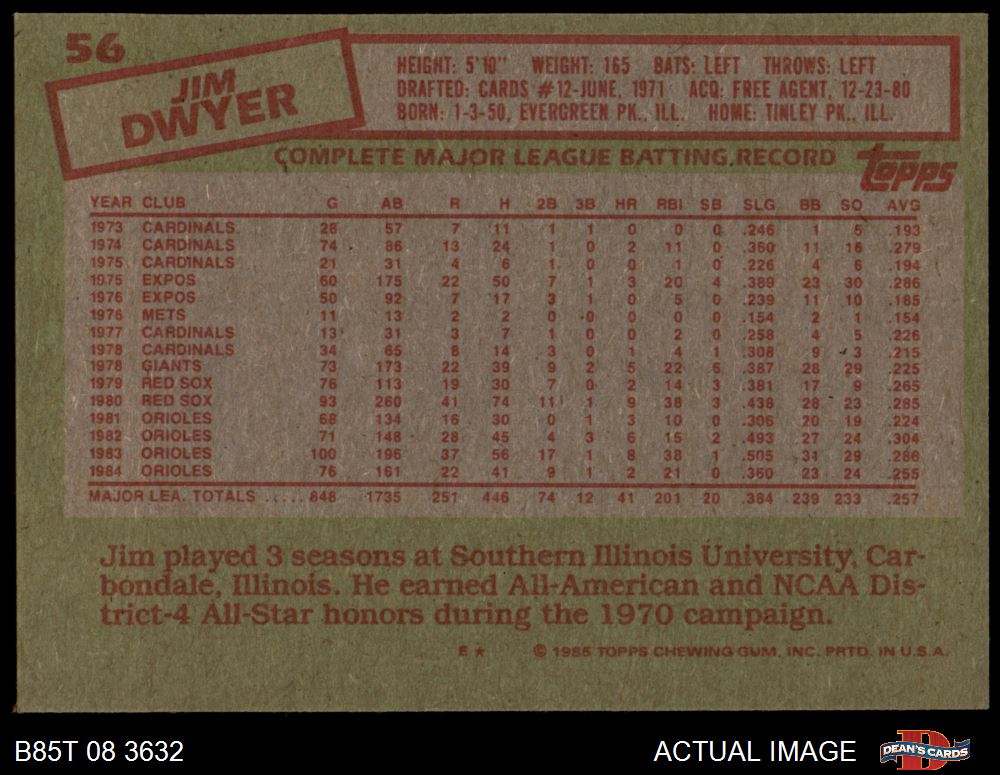 56
JIM
DWYER
HEIGHT: 5'10" WEIGHT: 165 BATS: LEFT THROWS: LEFT
DRAFTED: CARDS #12-JUNE, 1971 ACQ: FREE AGENT, 12-23-80
BORN: 1-3-50, EVERGREEN PK., ILL. HOME: TINLEY PK., ILL.
COMPLETE MAJOR LEAGUE BATTING RECORD topps
YEAR CLUB G AB R H 2B 3B HR RBI SB SLG BB SO AVG
1973 CARDINALS 28 57 7 11 1 1 0 0 0 .246 1 5 .193
1974 CARDINALS 74 86 13 24 1 0 2 11 0 .360 11 16 .279
1975 CARDINALS 21 31 4 6 1 0 0 1 0 .226 4 6 .194
1975 EXPOS 60 175 22 50 7 1 3 20 4 .389 23 30 .286
1976 EXPOS 50 92 7 17 3 1 0 5 0 .239 11 10 .185
1976 METS 11 13 2 2 0 0 0 0 0 .154 2 1 .154
1977 CARDINALS 13 31 3 7 1 0 0 2 0 .258 4 5 .226
1978 CARDINALS 34 65 8 14 3 0 1 4 1 .308 9 3 .215
1978 GIANTS 73 173 22 39 9 2 5 22 6 .387 28 29 .225
1979 RED SOX 76 113 19 30 7 0 2 14 3 .381 17 9 .265
1980 RED SOX 93 260 41 74 11 1 9 38 3 .438 28 23 .285
1981 ORIOLES 68 134 16 30 0 1 3 10 0 .306 20 19 .224
1982 ORIOLES 71 148 28 45 4 3 6 15 2 .493 27 24 .304
1983 ORIOLES 100 196 37 56 17 1 8 38 1 .505 31 29 .286
1984 ORIOLES 76 161 22 41 9 1 2 21 0 .360 23 24 .255
MAJOR LEA. TOTALS ..... 848 1735 251 446 74 12 41 201 20 .384 239 233 .257
Jim played 3 seasons at Southern Illinois University, Car-
bondale, Illinois. He earned All-American and NCAA Dis-
trict-4 All-Star honors during the 1970 campaign.
E★ © 1985 TOPPS CHEWING GUM, INC. PRTD. IN U.S.A.
B85T 08 3632 ACTUAL IMAGE D DEAN'S CARDS